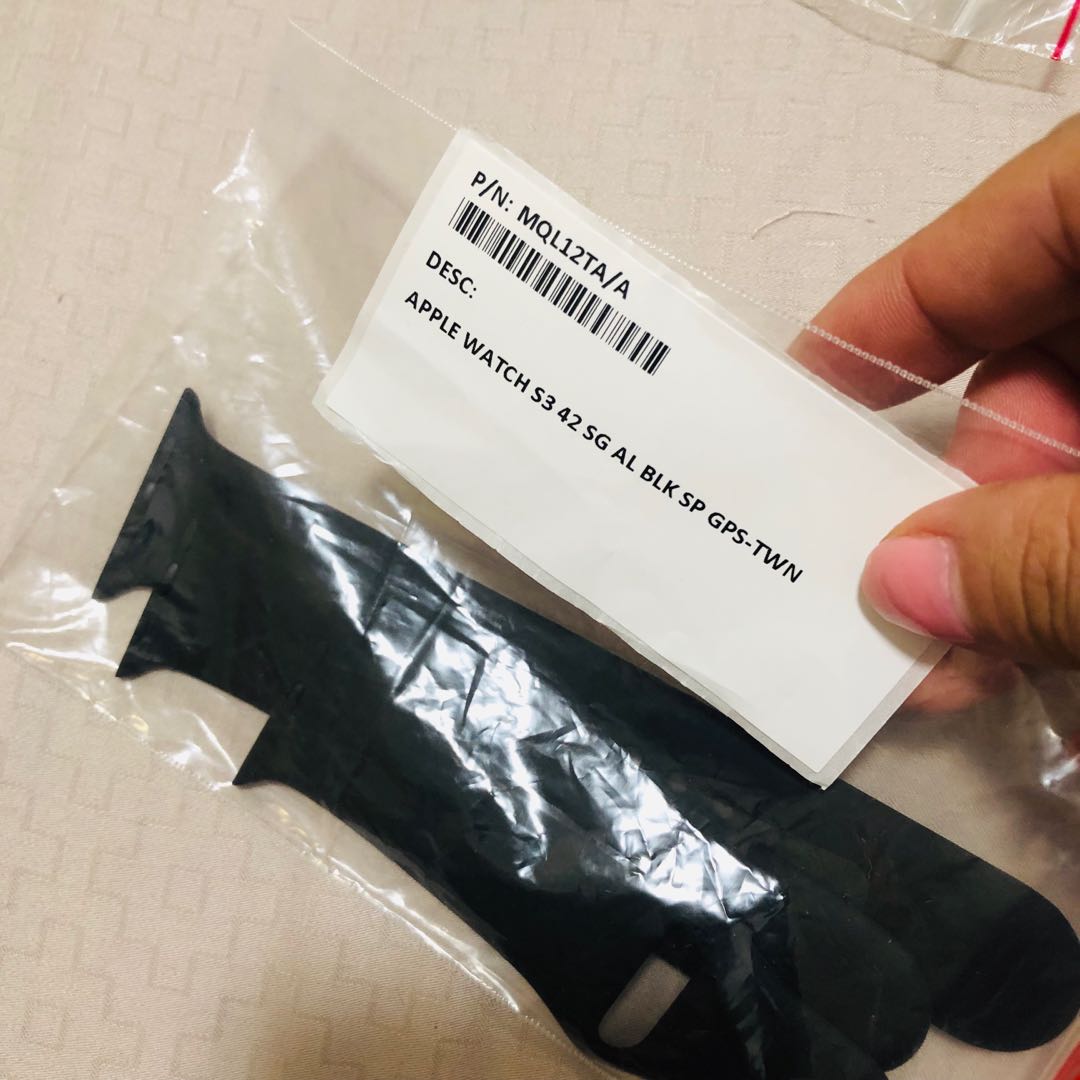 P/N: MQL12TA/A
DESC:
APPLE WATCH S3 42 SG AL BLK SP GPS-TWN